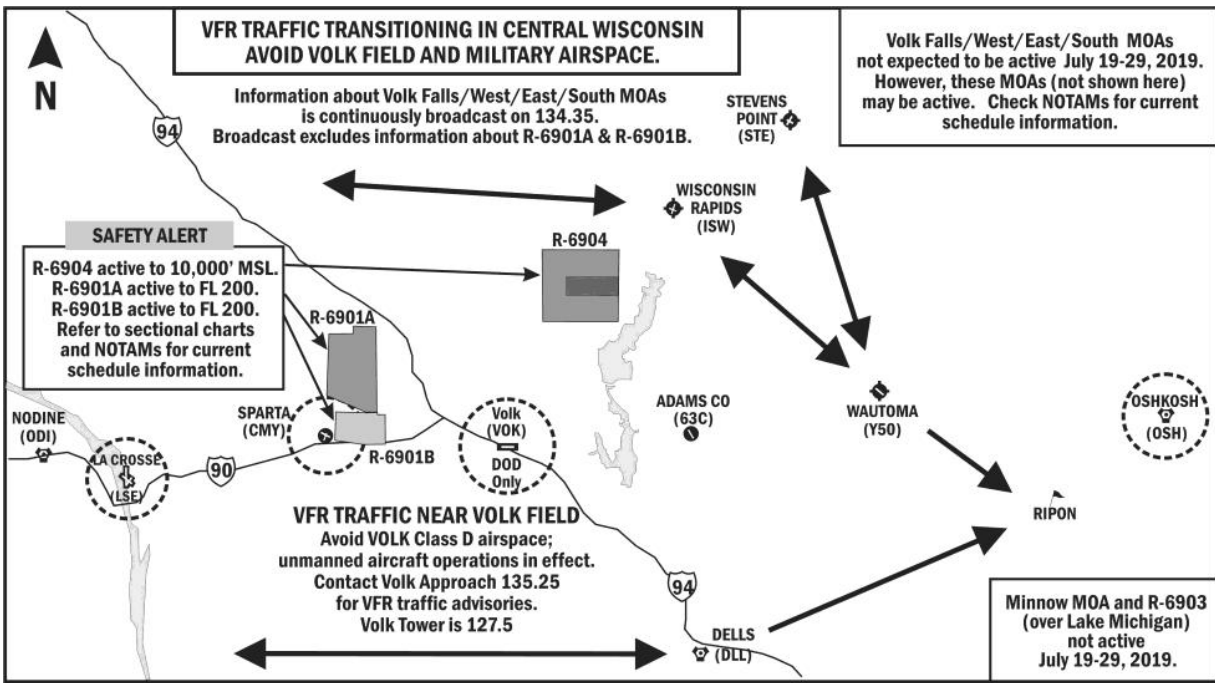 VFR TRAFFIC TRANSITIONING IN CENTRAL WISCONSIN
AVOID VOLK FIELD AND MILITARY AIRSPACE.
N
Information about Volk Falls/West/East/South MOAs
is continuously broadcast on 134.35.
Broadcast excludes information about R-6901A & R-6901B.
Volk Falls/West/East/South MOAs
not expected to be active July 19-29, 2019.
However, these MOAs (not shown here)
may be active. Check NOTAMs for current
schedule information.
94
STEVENS
POINT
(STE)
WISCONSIN
RAPIDS
(ISW)
SAFETY ALERT
R-6904 active to 10,000' MSL.
R-6901A active to FL 200.
R-6901B active to FL 200.
Refer to sectional charts
and NOTAMs for current
schedule information.
R-6904
R-6901A
NODINE
(ODI)
LA CROSSE
(LSE)
90
SPARTA
(CMY)
R-6901B
Volk
(VOK)
DOD
Only
ADAMS CO
(63C)
WAUTOMA
(Y50)
OSHKOSH
(OSH)
RIPON
VFR TRAFFIC NEAR VOLK FIELD
Avoid VOLK Class D airspace;
unmanned aircraft operations in effect.
Contact Volk Approach 135.25
for VFR traffic advisories.
Volk Tower is 127.5
94
DELLS
(DLL)
Minnow MOA and R-6903
(over Lake Michigan)
not active
July 19-29, 2019.